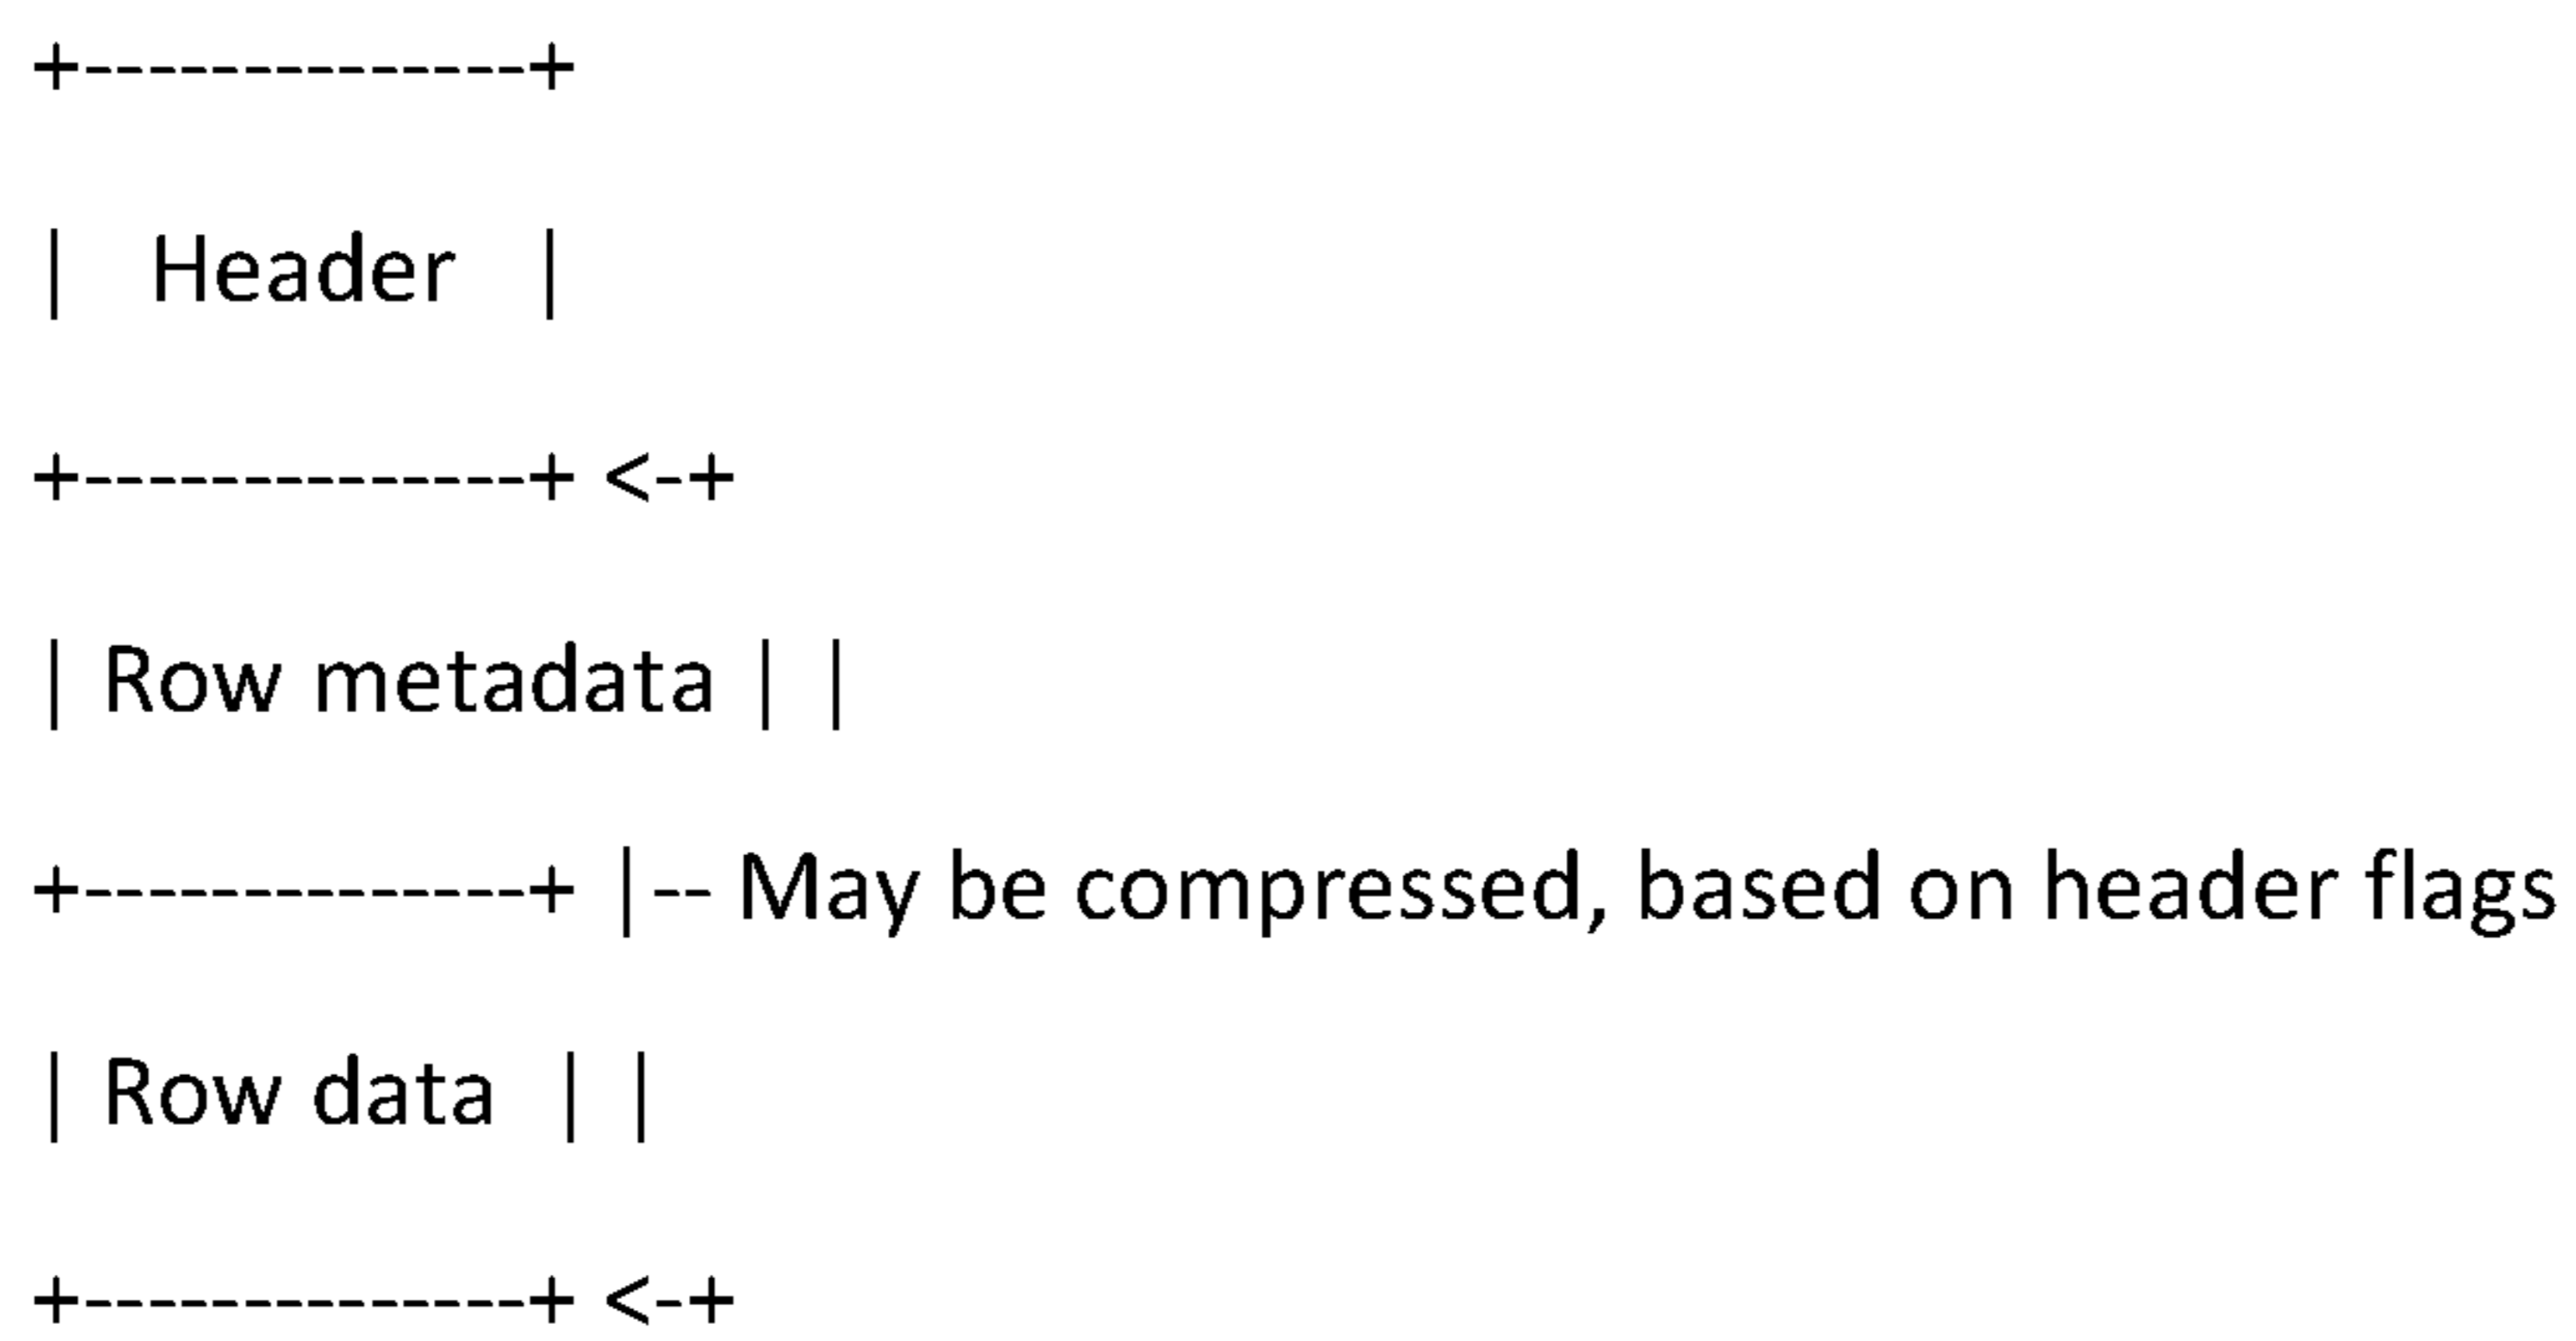 +--------------+
|   Header   |
+--------------+ <-+
| Row metadata | |
+--------------+ |-- May be compressed, based on header flags
| Row data  | |
+--------------+ <-+